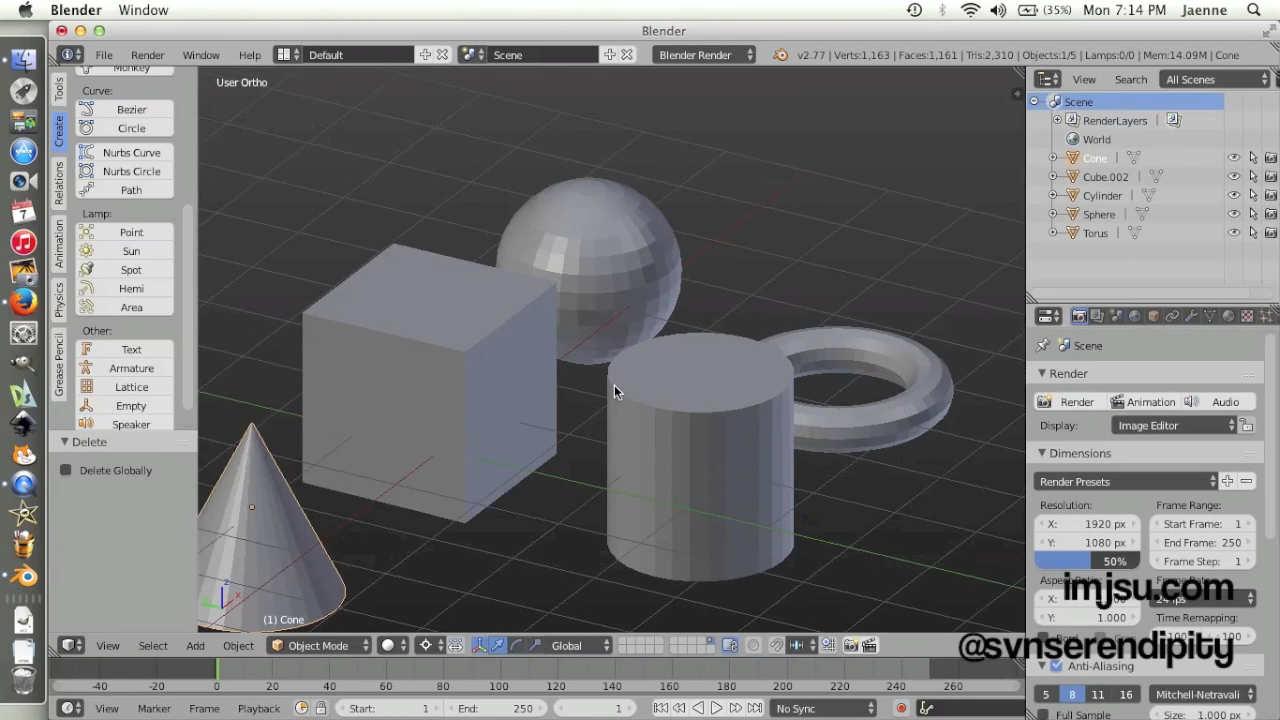 Blender Window (35%) Mon 7:14 PM Jaenne
Blender
File Render Window Help Default Scene Blender Render v2.77 | Verts:1,163 | Faces:1,161 | Tris:2,310 | Objects:1/5 | Lamps:0/0 | Mem:14.09M | Cone
Tools
Create
Relations
Animation
Physics
Grease Pencil
Monkey
Curve:
Bezier
Circle
Nurbs Curve
Nurbs Circle
Path
Lamp:
Point
Sun
Spot
Hemi
Area
Other:
Text
Armature
Lattice
Empty
Speaker
Delete
Delete Globally
User Ortho
(1) Cone
z
x
View Search All Scenes
Scene
RenderLayers
World
Cone
Cube.002
Cylinder
Sphere
Torus
Scene
Render
Render Animation Audio
Display: Image Editor
Dimensions
Render Presets
Resolution: Frame Range:
X: 1920 px Start Frame: 1
Y: 1080 px End Frame: 250
50% Frame Step: 1
imjsu.com
X:
24 fps
Y: 1.000 Time Remapping:
@svnserendipity
Anti-Aliasing
5 8 11 16 Mitchell-Netravali
Full Sample Size: 1.000 px
View Select Add Object Object Mode Global
-40 -20 0 20 40 60 80 100 120 140 160 180 200 220 240 260
View Marker Frame Playback Start: 1 End: 250 1 No Sync